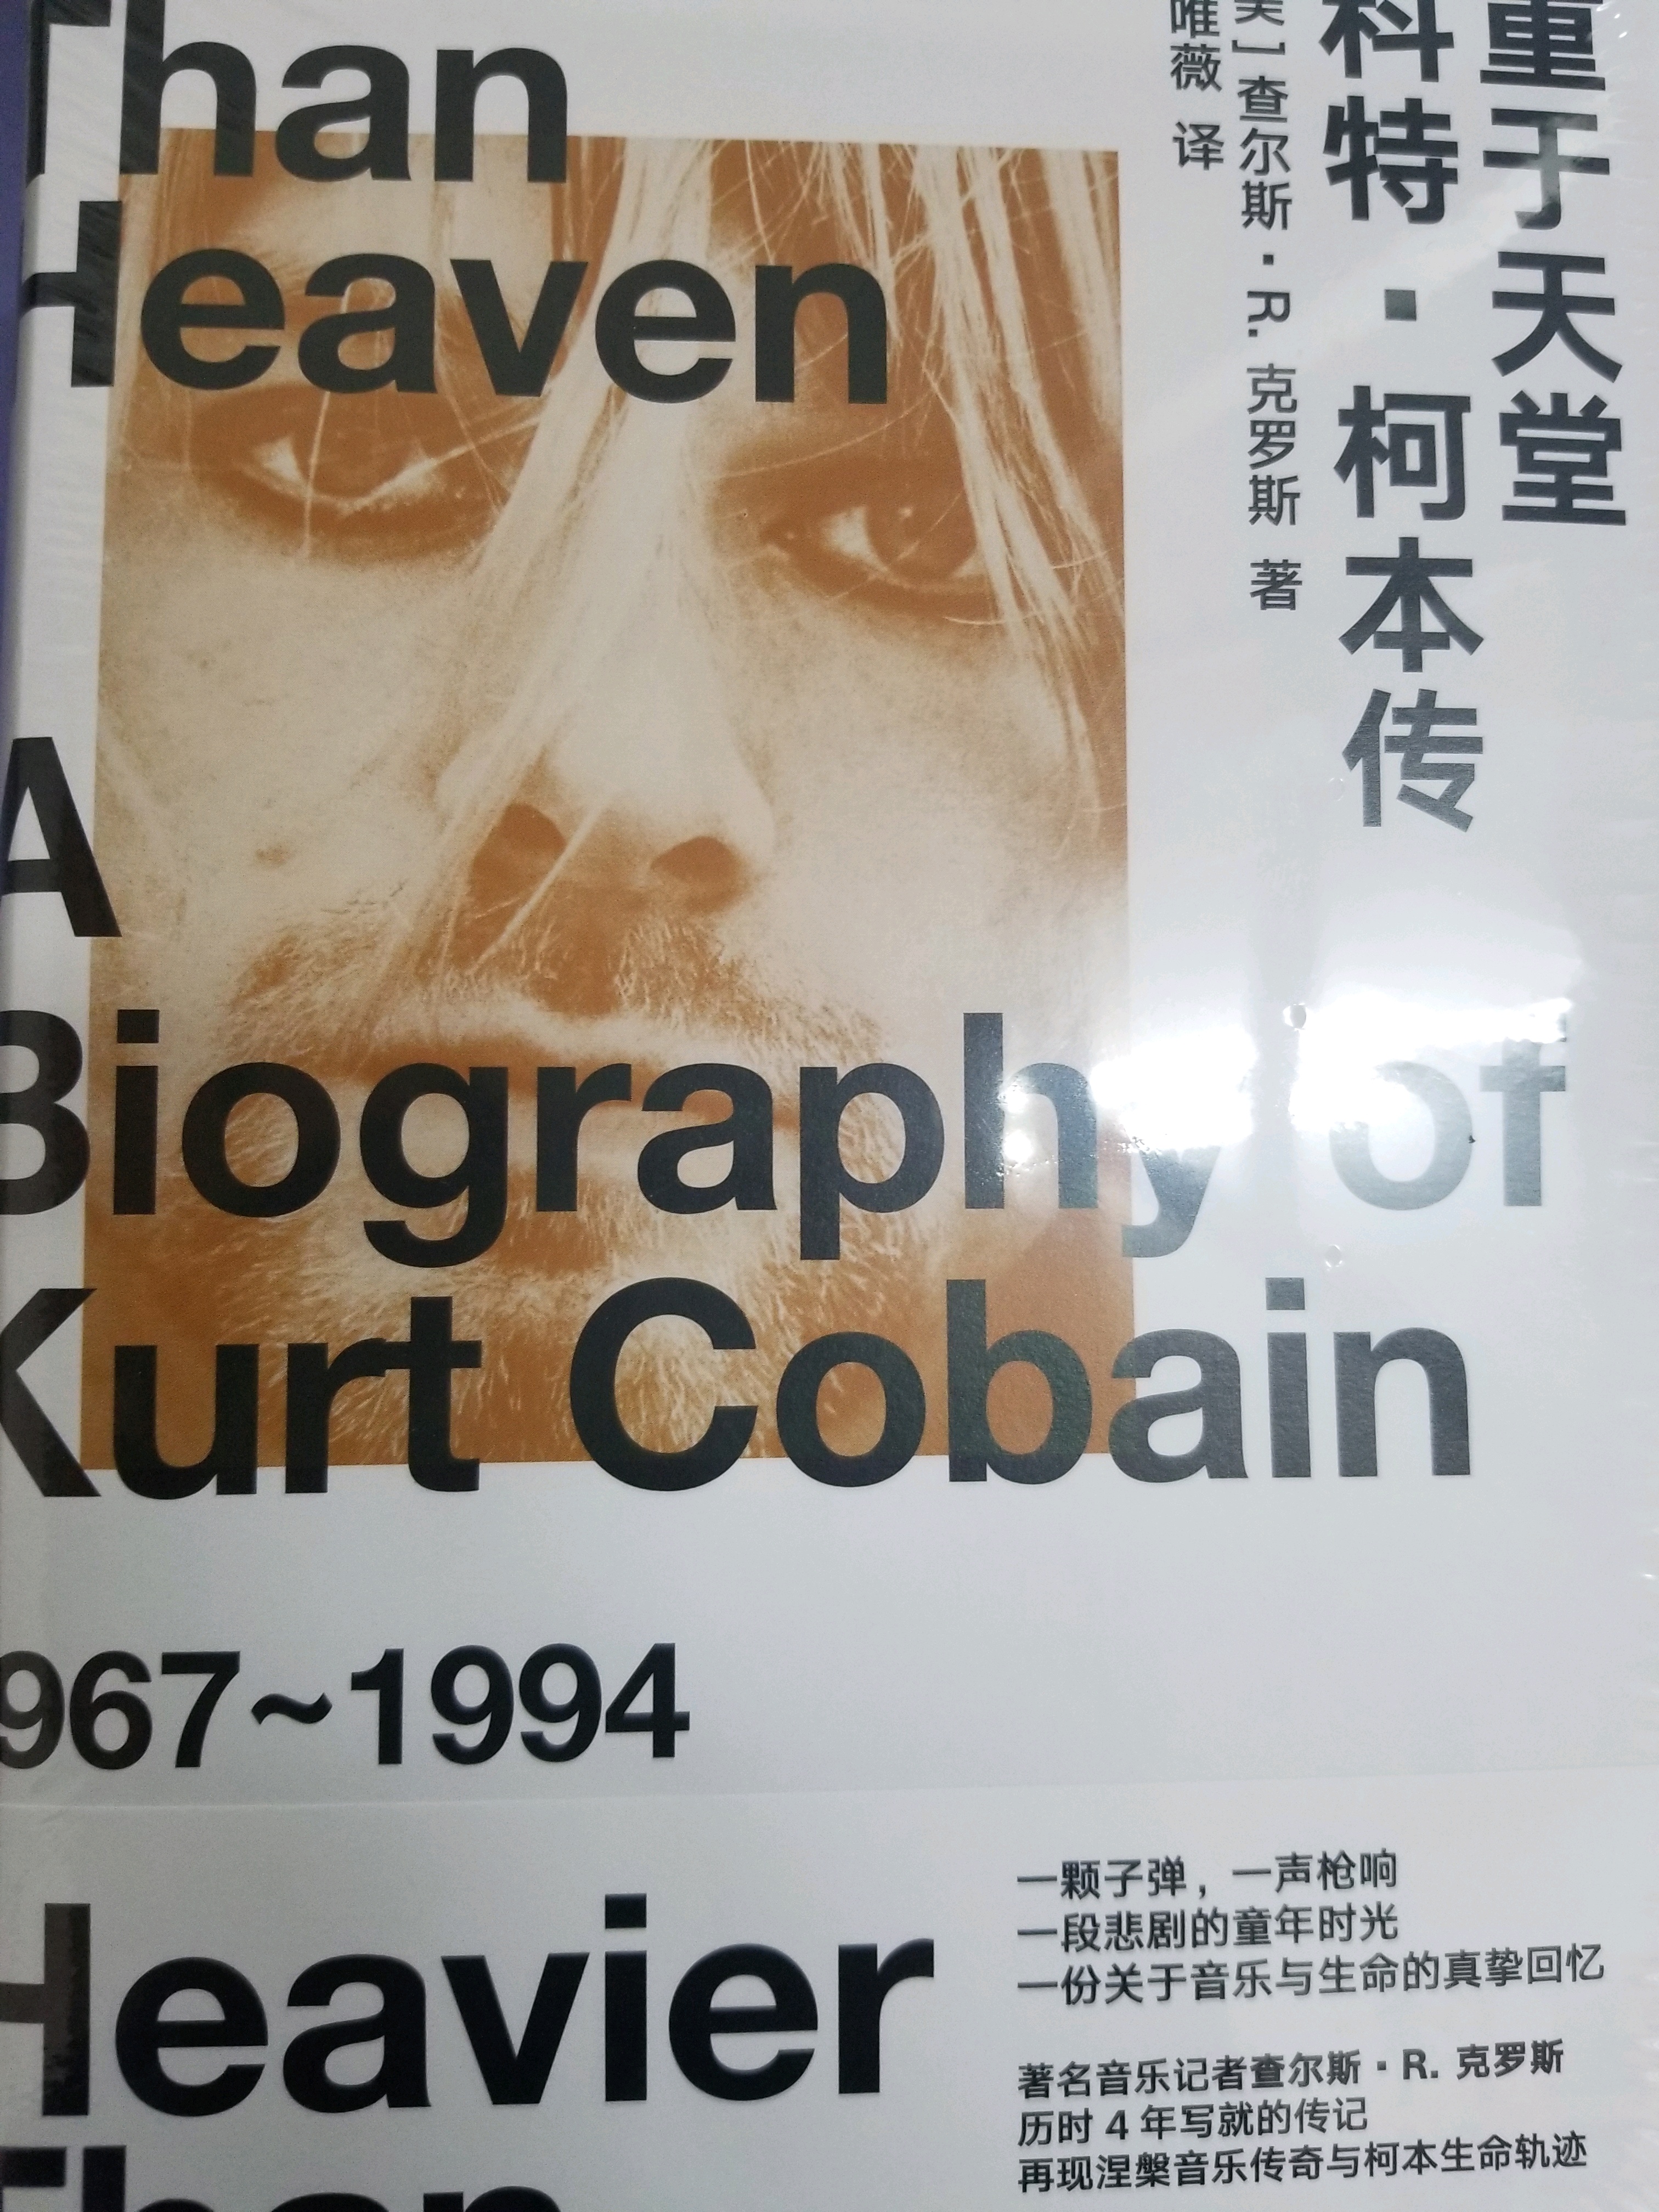 Than
Heaven
重于天堂
科特·柯本传
美］查尔斯·R. 克罗斯 著
唯薇 译
A
Biography of
Kurt Cobain
967~1994
Heavier
Than
一颗子弹，一声枪响
一段悲剧的童年时光
一份关于音乐与生命的真挚回忆
著名音乐记者查尔斯·R. 克罗斯
历时 4 年写就的传记
再现涅槃音乐传奇与柯本生命轨迹